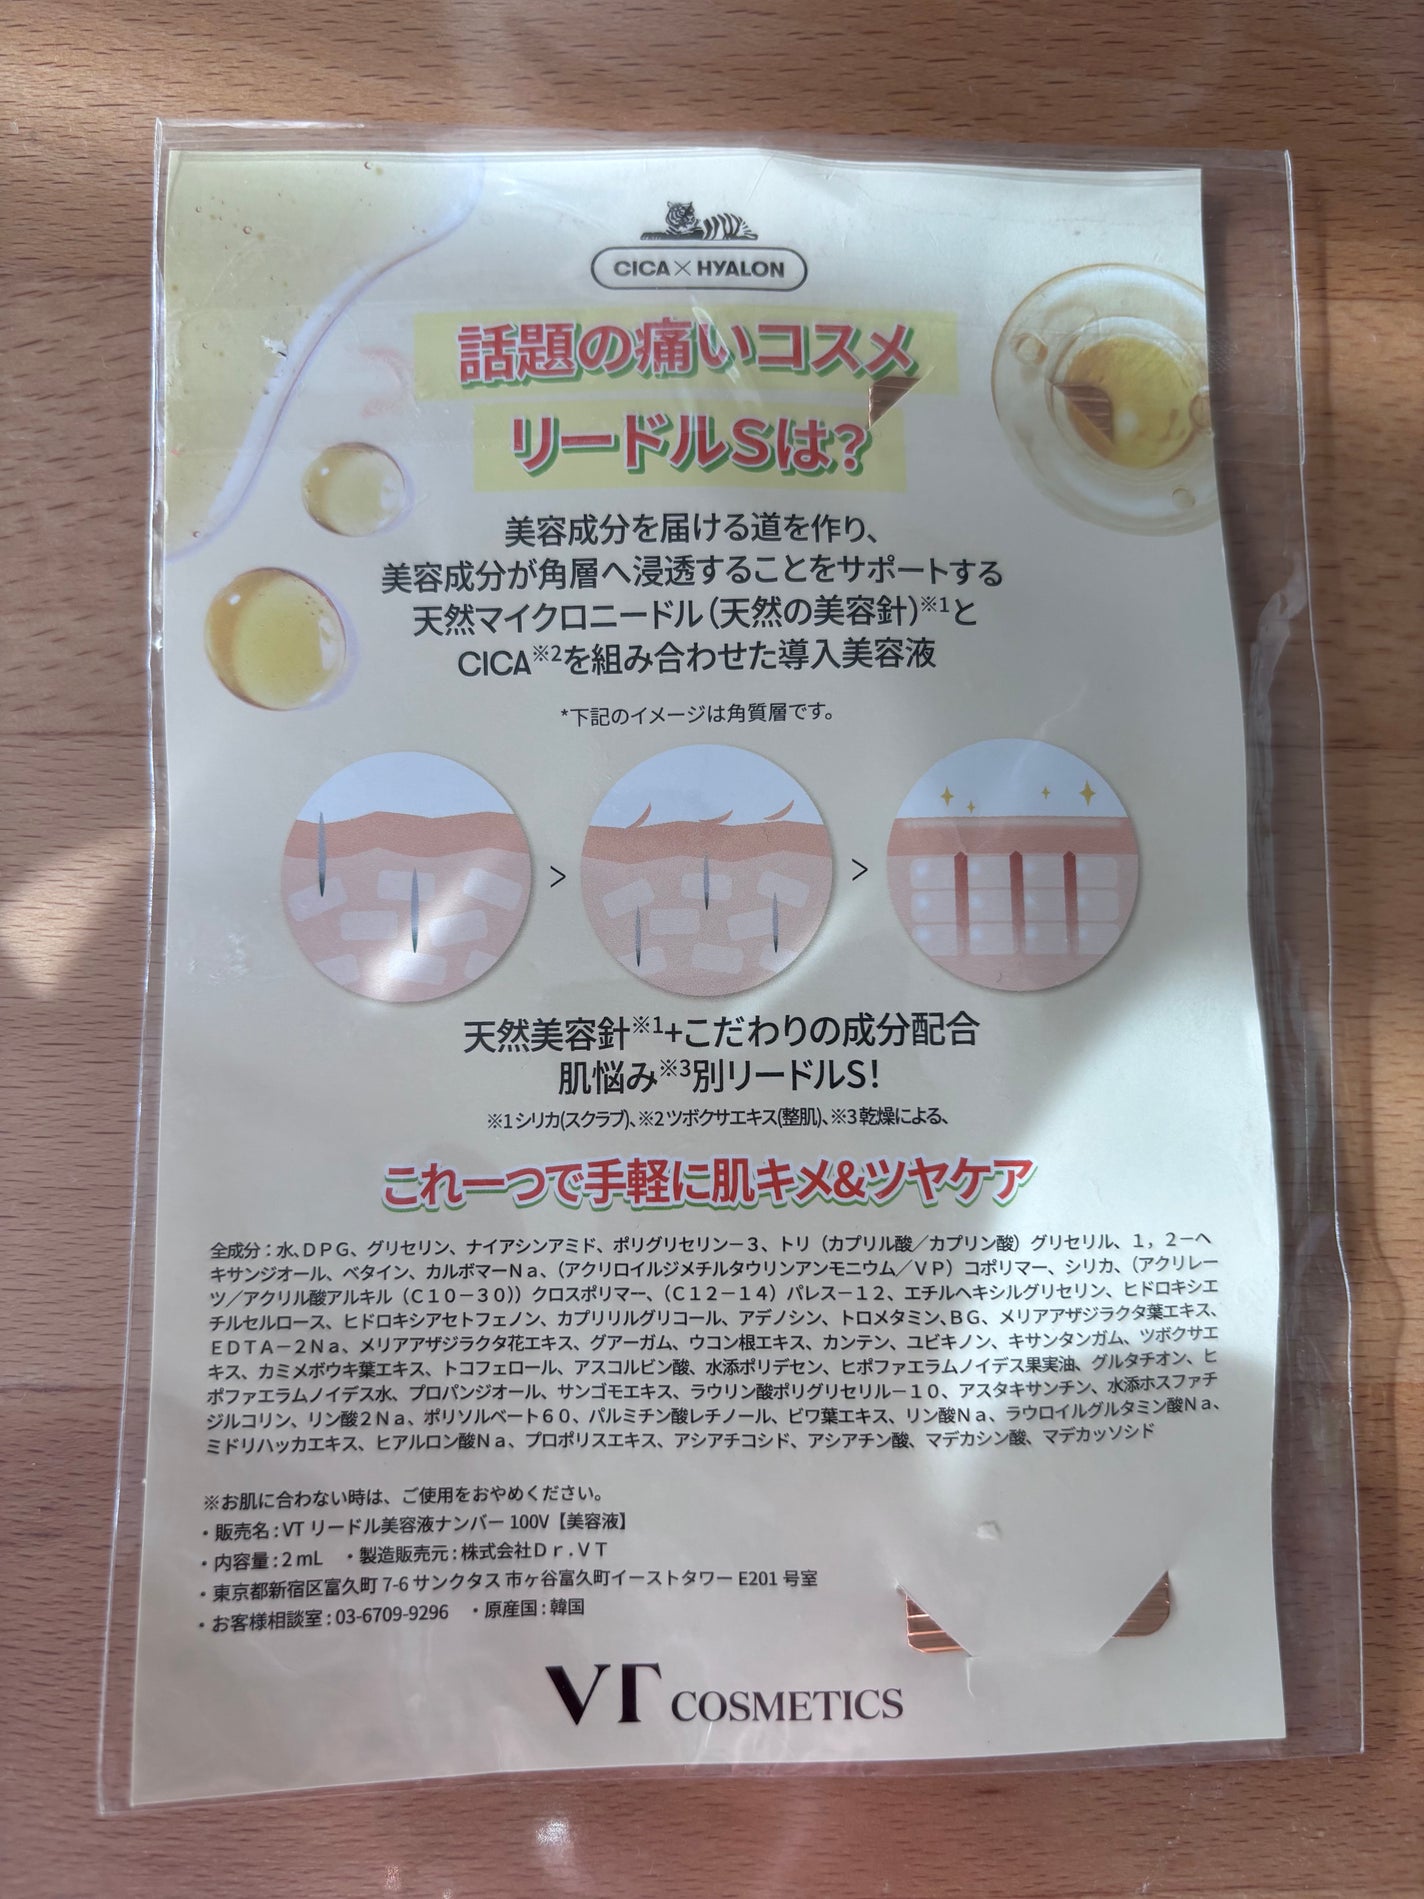 CICA×HYALON
話題の痛いコスメ
リードルSは?
美容成分を届ける道を作り、
美容成分が角層へ浸透することをサポートする
天然マイクロニードル（天然の美容針）※1と
CICA※2を組み合わせた導入美容液
*下記のイメージは角質層です。
>
>
天然美容針※1+こだわりの成分配合
肌悩み※3別リードルS!
※1シリカ(スクラブ)、※2ツボクサエキス(整肌)、※3乾燥による、
これ一つで手軽に肌キメ&ツヤケア
全成分：水、DPG、グリセリン、ナイアシンアミド、ポリグリセリン－3、トリ（カプリル酸／カプリン酸）グリセリル、1，2－ヘ
キサンジオール、ベタイン、カルボマーNa、（アクリロイルジメチルタウリンアンモニウム／VP）コポリマー、シリカ、（アクリレー
ツ／アクリル酸アルキル（C10－30））クロスポリマー、（C12－14）パレス－12、エチルヘキシルグリセリン、ヒドロキシエ
チルセルロース、ヒドロキシアセトフェノン、カプリリルグリコール、アデノシン、トロメタミン、BG、メリアアザジラクタ葉エキス、
EDTA－2Na、メリアアザジラクタ花エキス、グアーガム、ウコン根エキス、カンテン、ユビキノン、キサンタンガム、ツボクサエ
キス、カミメボウキ葉エキス、トコフェロール、アスコルビン酸、水添ポリデセン、ヒポファエラムノイデス果実油、グルタチオン、ヒ
ポファエラムノイデス水、プロパンジオール、サンゴモエキス、ラウリン酸ポリグリセリル－10、アスタキサンチン、水添ホスファチ
ジルコリン、リン酸2Na、ポリソルベート60、パルミチン酸レチノール、ビワ葉エキス、リン酸Na、ラウロイルグルタミン酸Na、
ミドリハッカエキス、ヒアルロン酸Na、プロポリスエキス、アシアチコシド、アシアチン酸、マデカシン酸、マデカッソシド
※お肌に合わない時は、ご使用をおやめください。
・販売名：VT リードル美容液ナンバー 100V【美容液】
・内容量：2mL ・製造販売元：株式会社Dr.VT
・東京都新宿区富久町 7-6 サンクタス 市ヶ谷富久町イーストタワー E201 号室
・お客様相談室：03-6709-9296 ・原産国：韓国
VT COSMETICS